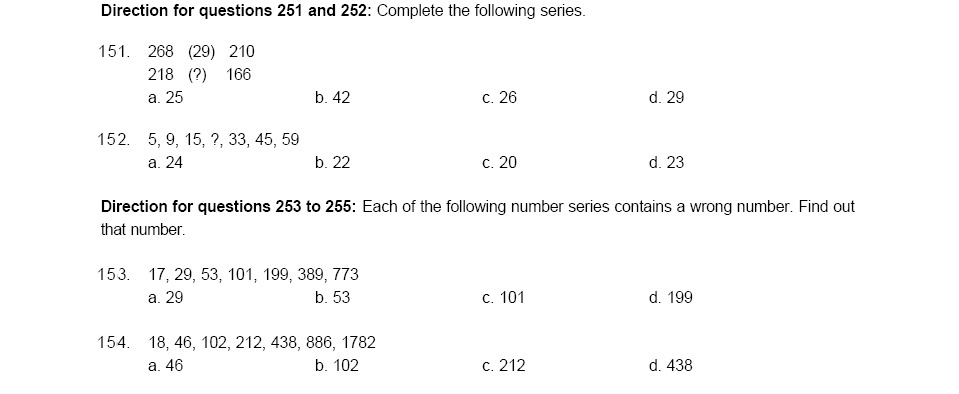 Direction for questions 251 and 252: Complete the following series.
151. 268 (29) 210
218 (?) 166
a. 25 b. 42 c. 26 d. 29
152. 5, 9, 15, ?, 33, 45, 59
a. 24 b. 22 c. 20 d. 23
Direction for questions 253 to 255: Each of the following number series contains a wrong number. Find out
that number.
153. 17, 29, 53, 101, 199, 389, 773
a. 29 b. 53 c. 101 d. 199
154. 18, 46, 102, 212, 438, 886, 1782
a. 46 b. 102 c. 212 d. 438